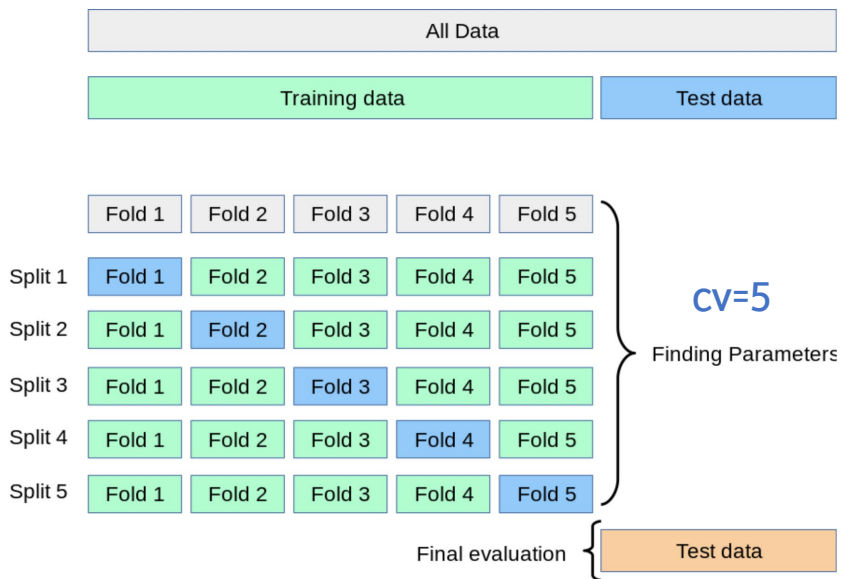 All Data
Training data Test data
Fold 1 Fold 2 Fold 3 Fold 4 Fold 5
Split 1 Fold 1 Fold 2 Fold 3 Fold 4 Fold 5
cv=5
Split 2 Fold 1 Fold 2 Fold 3 Fold 4 Fold 5
Finding Parameters
Split 3 Fold 1 Fold 2 Fold 3 Fold 4 Fold 5
Split 4 Fold 1 Fold 2 Fold 3 Fold 4 Fold 5
Split 5 Fold 1 Fold 2 Fold 3 Fold 4 Fold 5
Final evaluation Test data